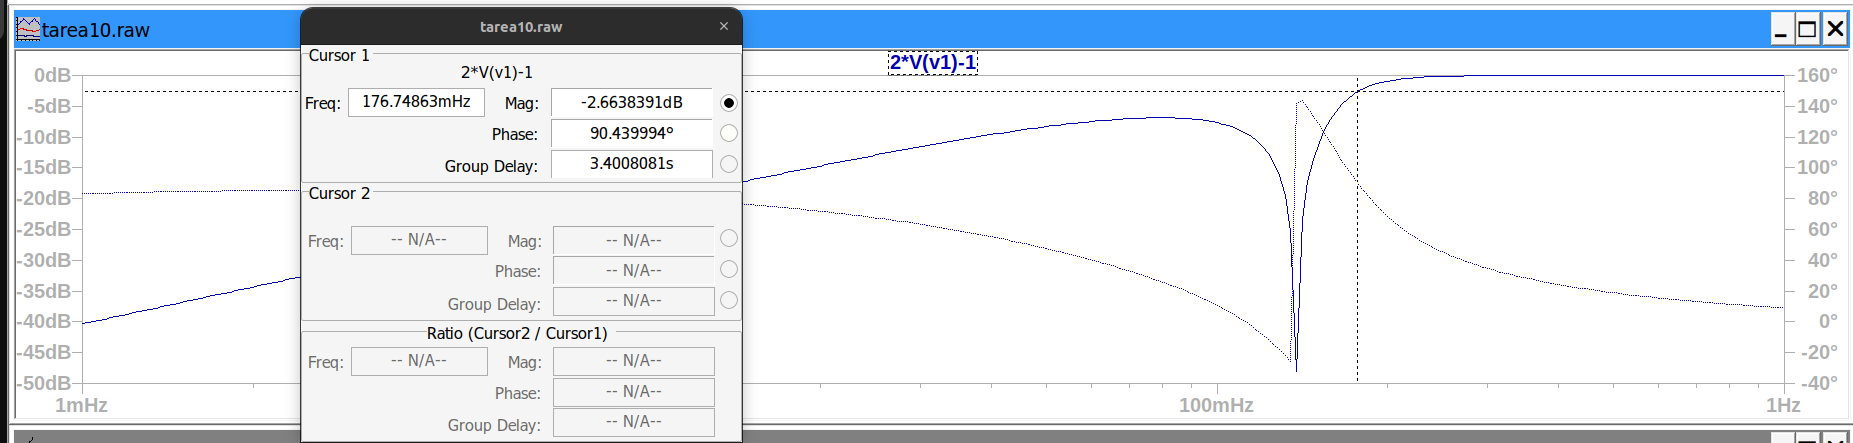 tarea10.raw
tarea10.raw
×
2*V(v1)-1
Cursor 1
2*V(v1)-1
Freq: 176.74863mHz Mag: -2.6638391dB
Phase: 90.439994º
Group Delay: 3.4008081s
Cursor 2
Freq: -- N/A-- Mag: -- N/A--
Phase: -- N/A--
Group Delay: -- N/A--
Ratio (Cursor2 / Cursor1)
Freq: -- N/A-- Mag: -- N/A--
Phase: -- N/A--
Group Delay: -- N/A--
0dB
-5dB
-10dB
-15dB
-20dB
-25dB
-30dB
-35dB
-40dB
-45dB
-50dB
160°
140°
120°
100°
80°
60°
40°
20°
0°
-20°
-40°
1mHz 100mHz 1Hz